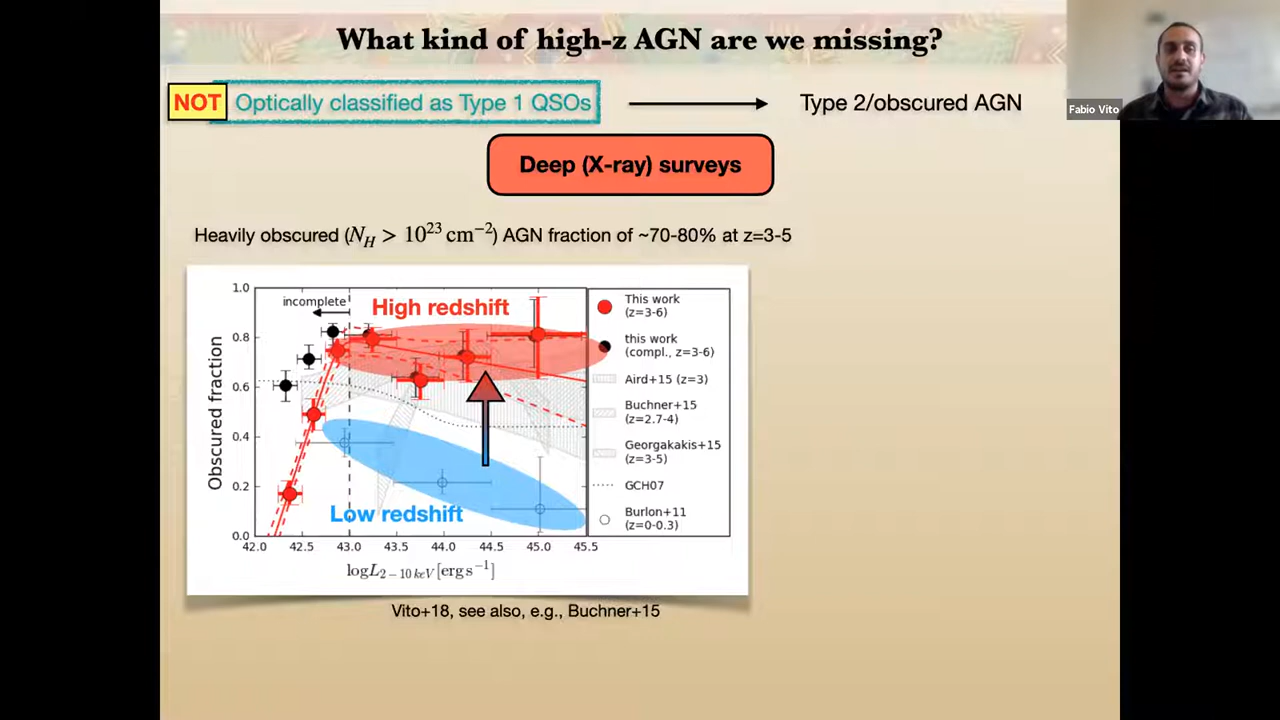 What kind of high-z AGN are we missing?
NOT Optically classified as Type 1 QSOs
Type 2/obscured AGN
Fabio Vito
Deep (X-ray) surveys
Heavily obscured (N_H > 10^23 cm^−2) AGN fraction of ~70-80% at z=3-5
1.0
0.8
0.6
0.4
0.2
0.0
Obscured fraction
incomplete
High redshift
Low redshift
This work
(z=3-6)
this work
(compl., z=3-6)
Aird+15 (z=3)
Buchner+15
(z=2.7-4)
Georgakakis+15
(z=3-5)
GCH07
Burlon+11
(z=0-0.3)
42.0 42.5 43.0 43.5 44.0 44.5 45.0 45.5
logL_2−10 keV [erg s^−1]
Vito+18, see also, e.g., Buchner+15